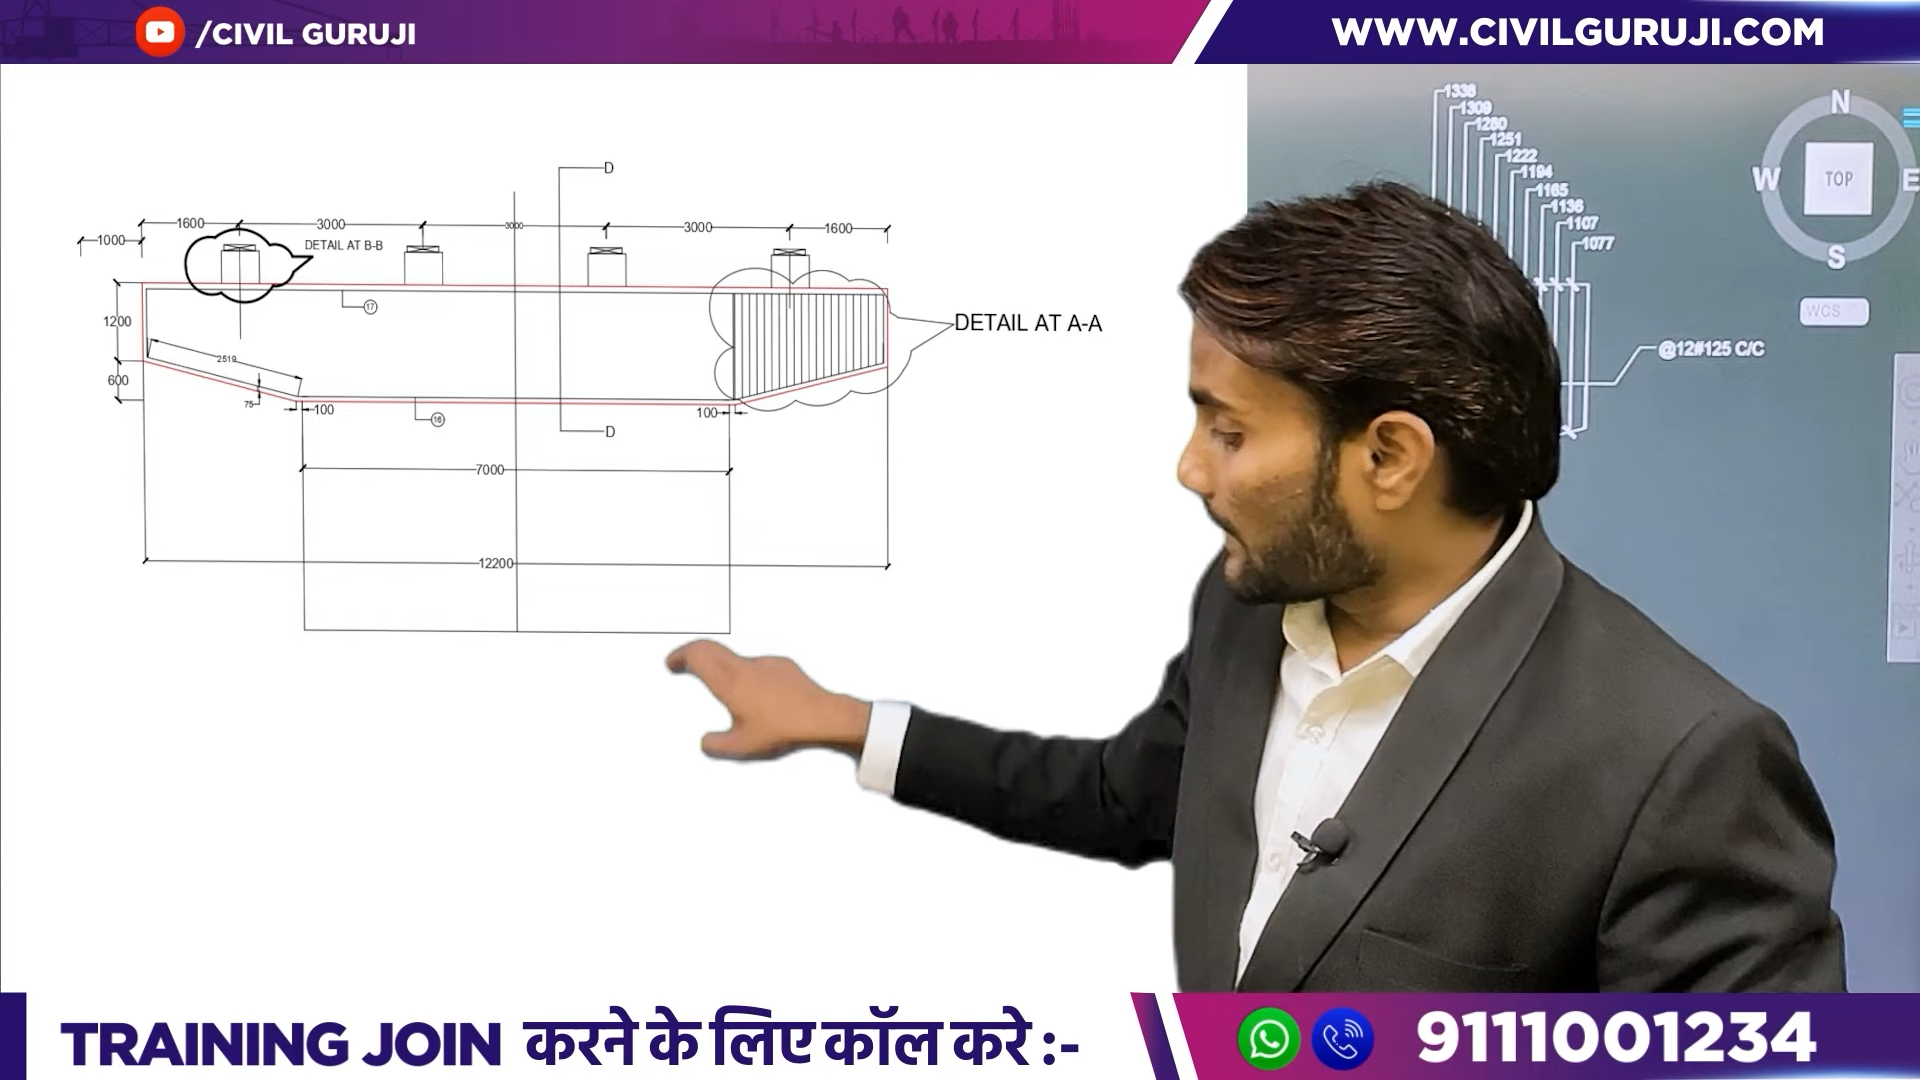 /CIVIL GURUJI
WWW.CIVILGURUJI.COM
1338
1309
1280
1251
1222
1194
1165
1136
1107
1077
N
W
TOP
E
S
WCS
@12#125 C/C
D
1600
3000
3000
3000
1600
1000
DETAIL AT B-B
17
1200
DETAIL AT A-A
2519
600
75
100
16
100
D
7000
12200
TRAINING JOIN करने के लिए कॉल करे :-
9111001234